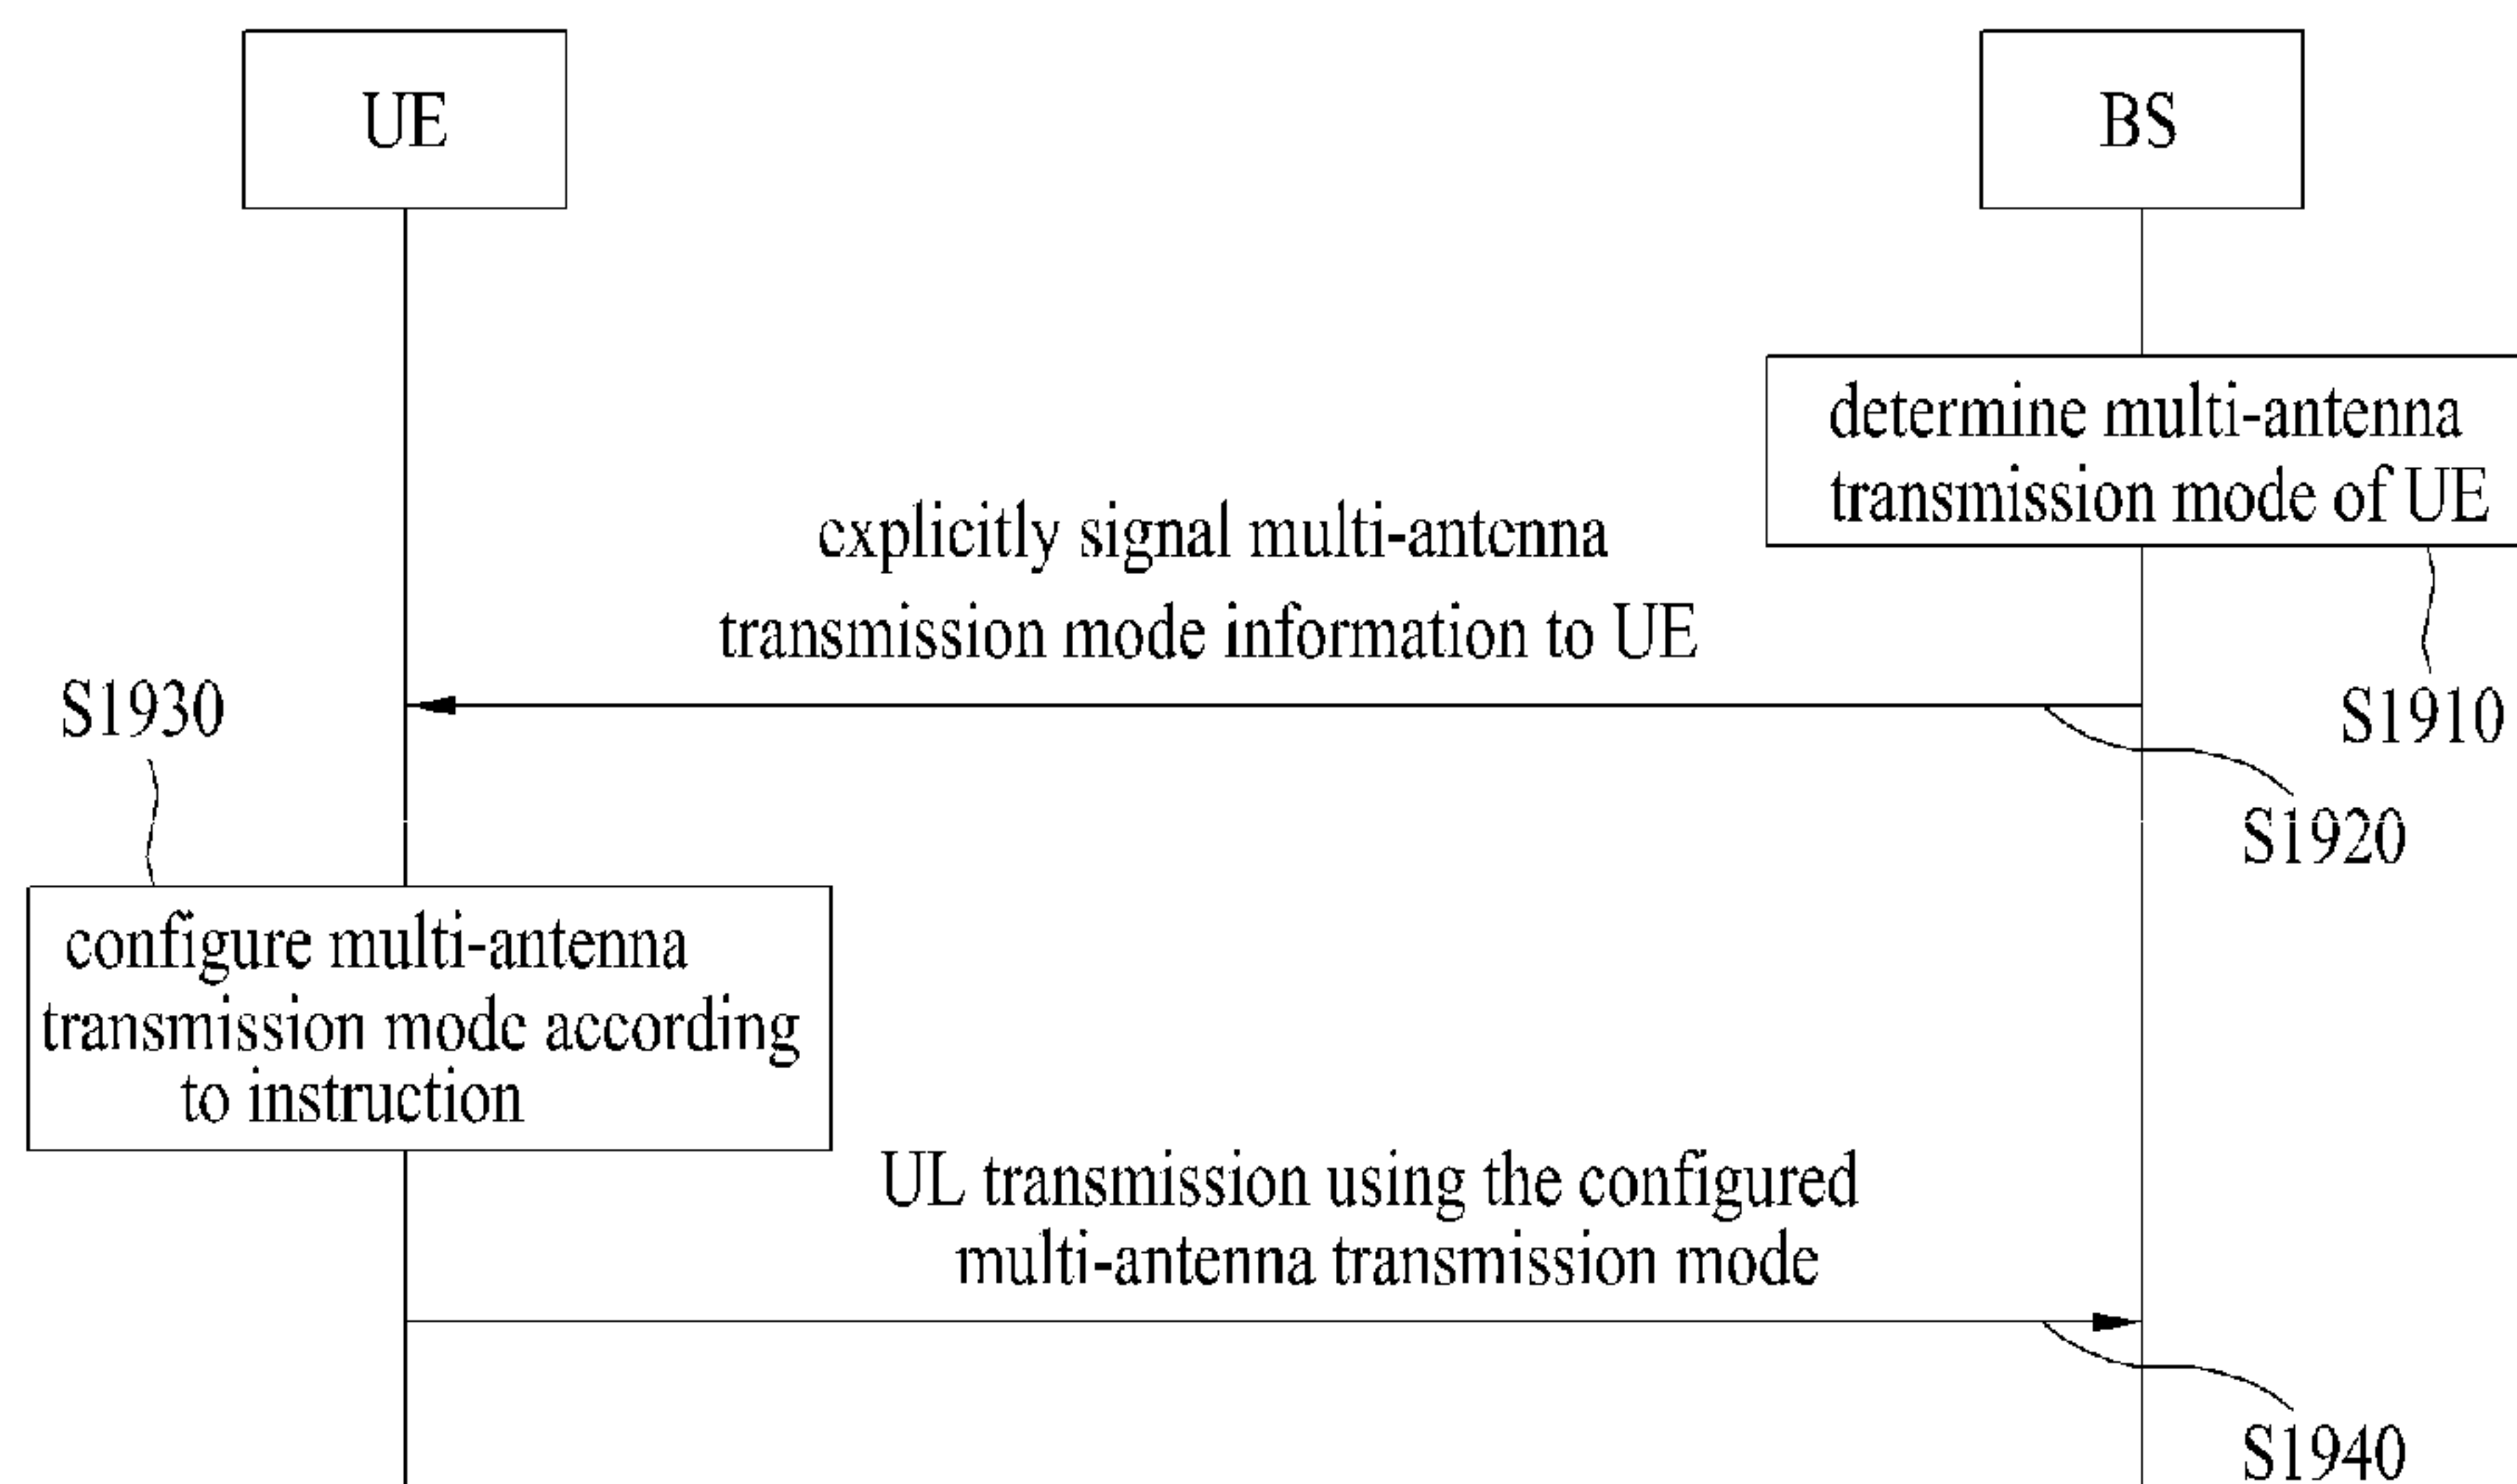 UE
BS
determine multi-antenna
transmission mode of UE
explicitly signal multi-antenna
transmission mode information to UE
S1930
S1910
S1920
configure multi-antenna
transmission mode according
to instruction
UL transmission using the configured
multi-antenna transmission mode
S1940